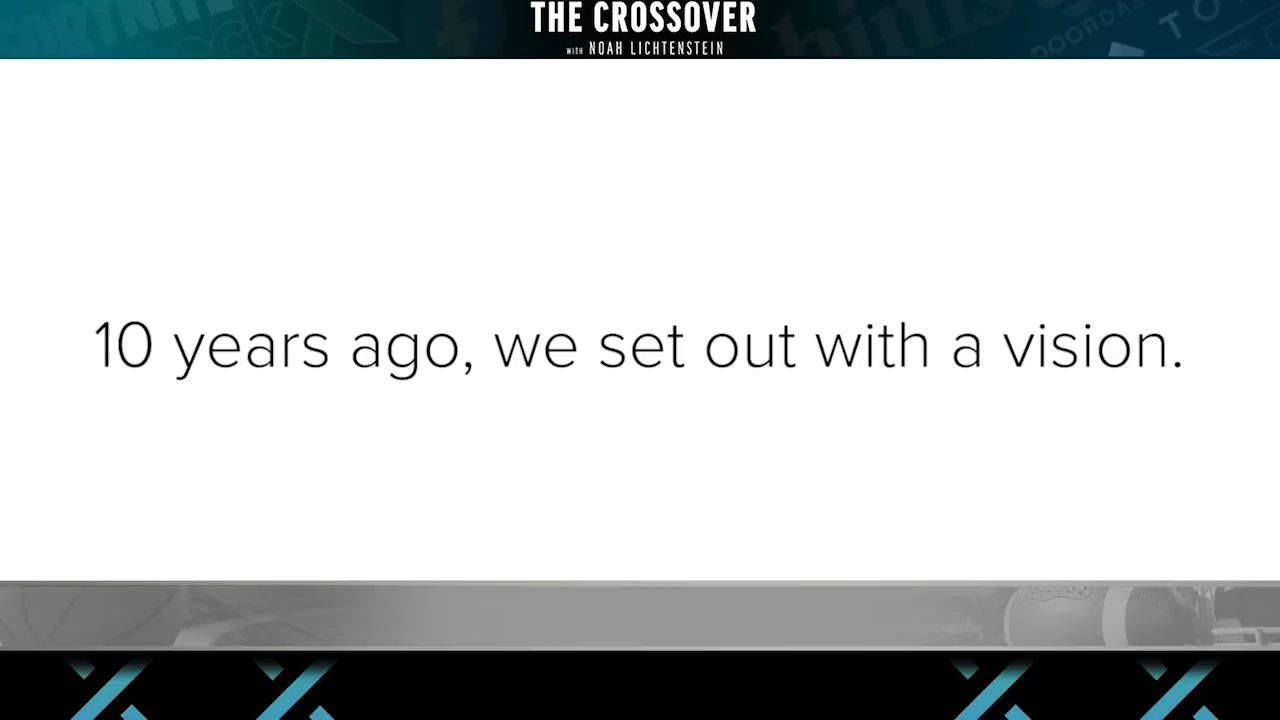 THE CROSSOVER
WITH NOAH LICHTENSTEIN
10 years ago, we set out with a vision.